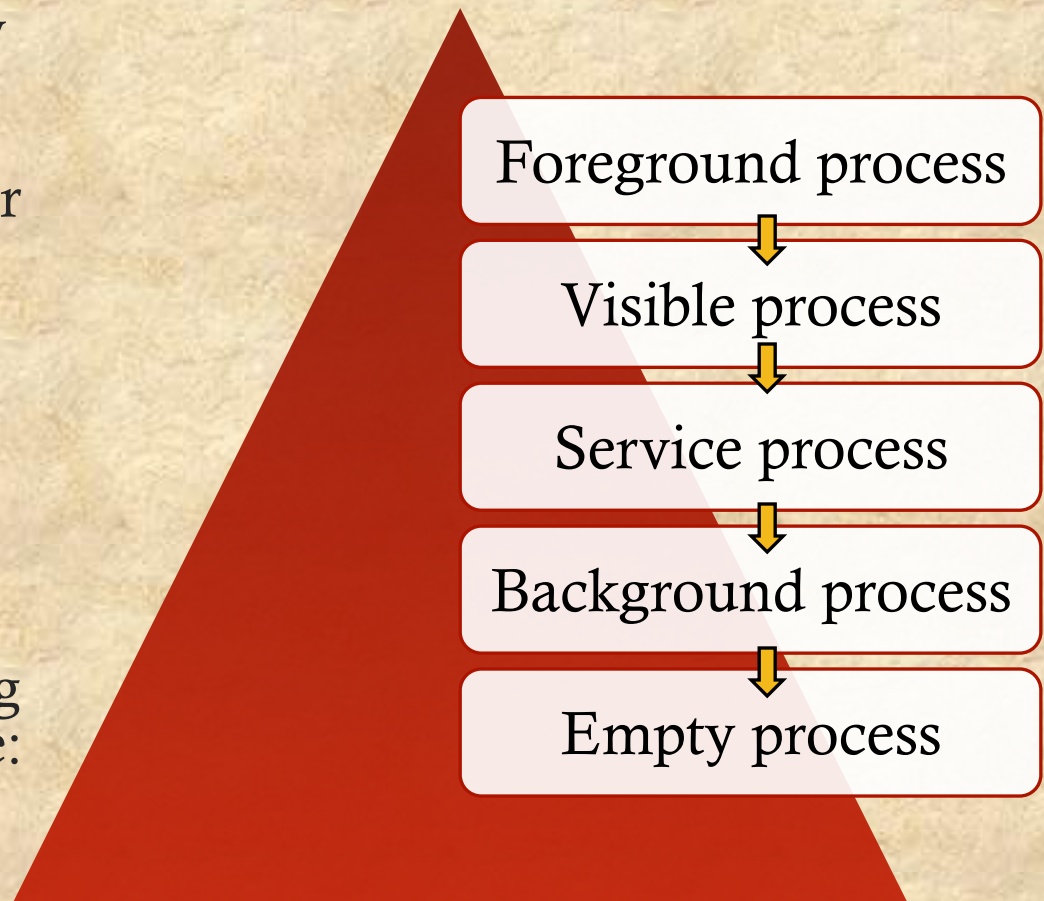 r
g
e:
Foreground process
Visible process
Service process
Background process
Empty process